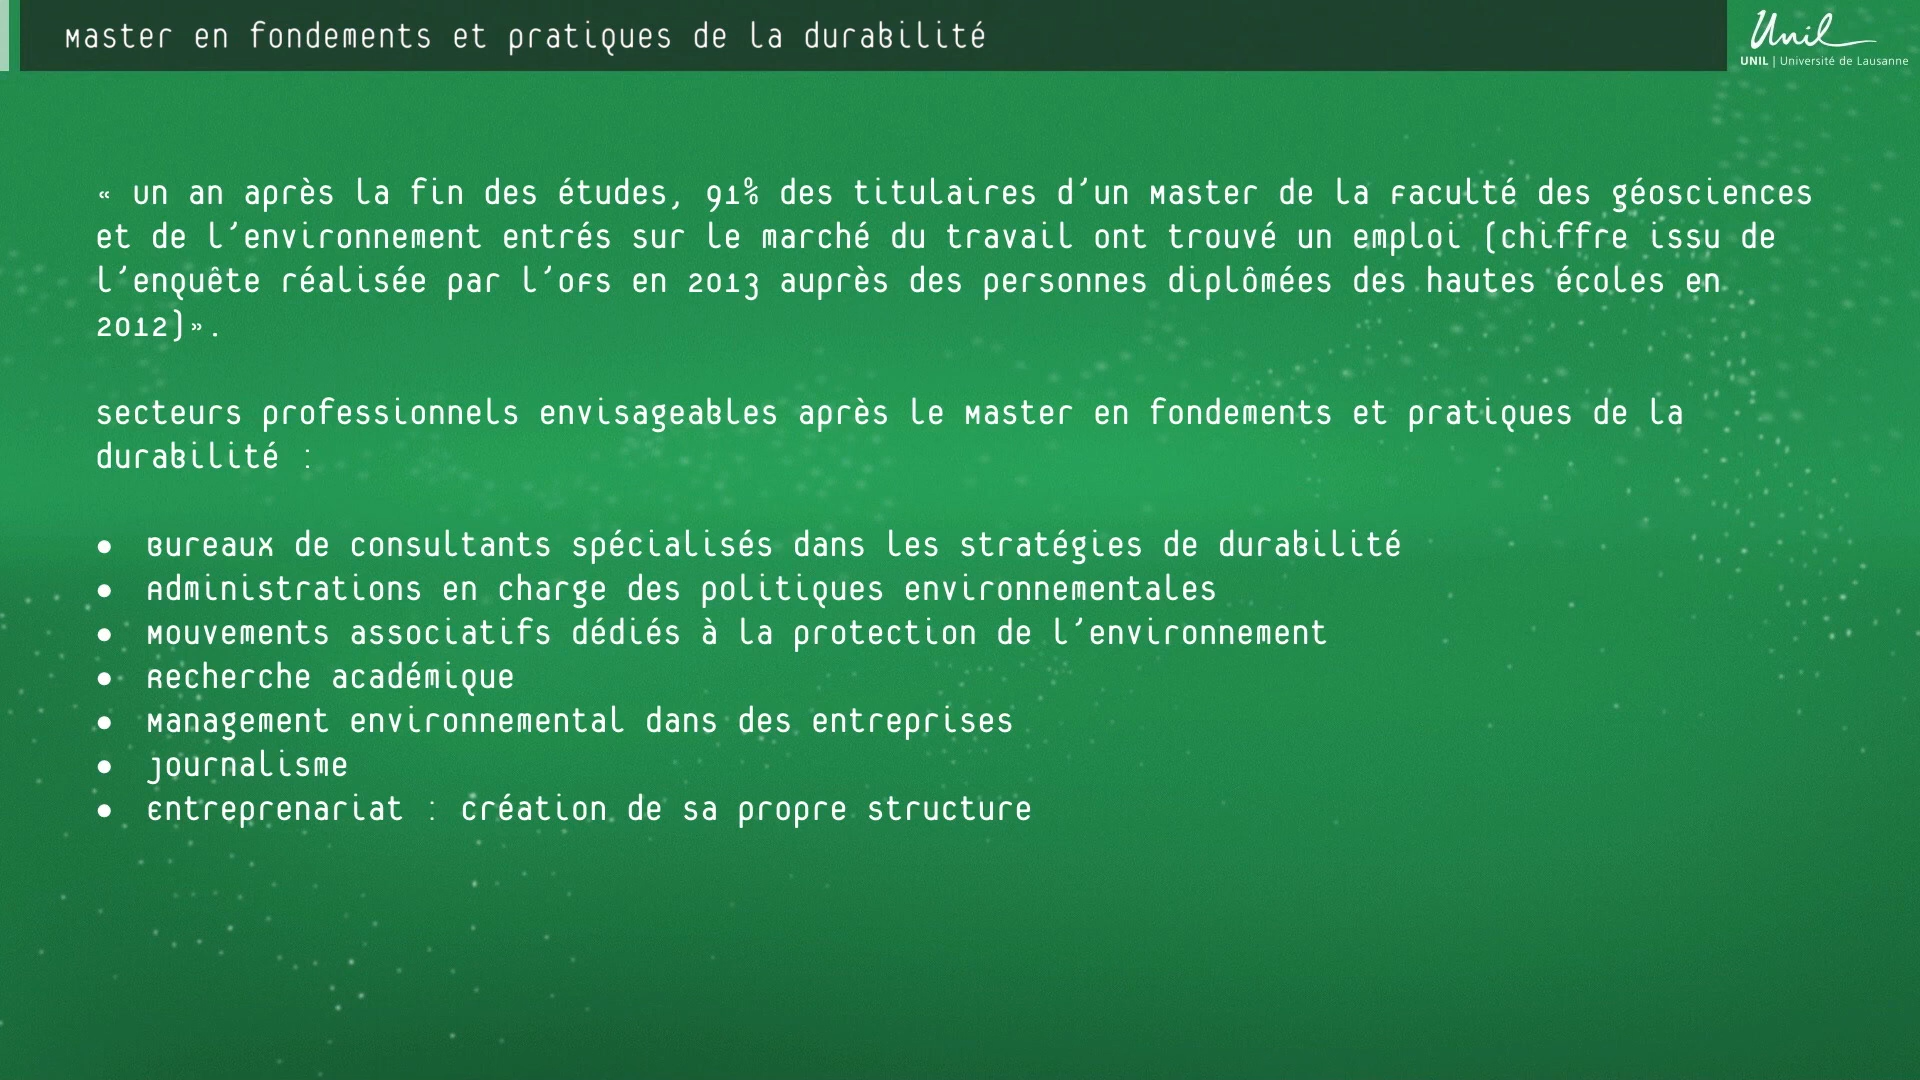 Master en fondements et pratiques de la durabilité
Unil
UNIL | Université de Lausanne
« Un an après la fin des études, 91% des titulaires d’un Master de la Faculté des géosciences
et de l’environnement entrés sur le marché du travail ont trouvé un emploi (chiffre issu de
l’enquête réalisée par l’OFS en 2013 auprès des personnes diplômées des hautes écoles en
2012)».
Secteurs professionnels envisageables après le Master en fondements et pratiques de la
durabilité :
● Bureaux de consultants spécialisés dans les stratégies de durabilité
● Administrations en charge des politiques environnementales
● Mouvements associatifs dédiés à la protection de l’environnement
● Recherche académique
● Management environnemental dans des entreprises
● Journalisme
● Entreprenariat : création de sa propre structure